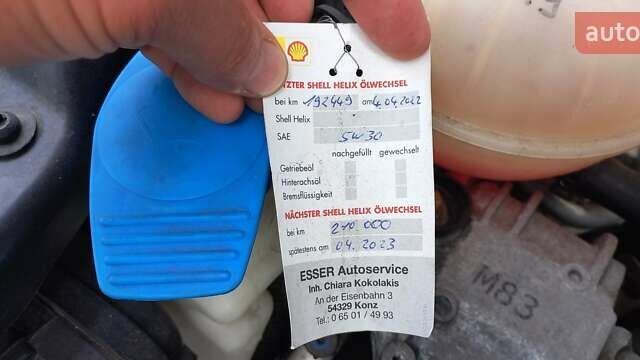 auto
LETZTER SHELL HELIX ÖLWECHSEL
bei km 192449 am 4.04.2022
Shell Helix
SAE 5W30
nachgefüllt gewechselt
Getriebeöl
Hinterachsöl
Bremsflüssigkeit
NÄCHSTER SHELL HELIX ÖLWECHSEL
bei km 210 000
spätestens am 04.2023
ESSER Autoservice
Inh. Chiara Kokolakis
An der Eisenbahn 3
54329 Konz
Tel.: 0 65 01 / 49 93
M83